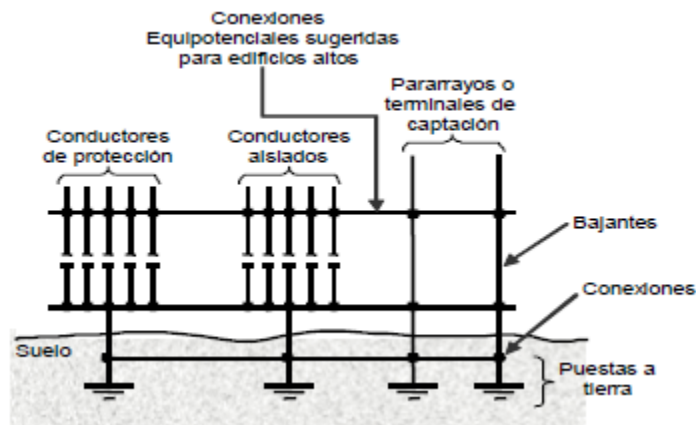 Conexiones
Equipotenciales sugeridas
para edificios altos
Pararrayos o
terminales de
captación
Conductores
de protección
Conductores
aislados
Bajantes
Conexiones
Suelo
Puestas a
tierra